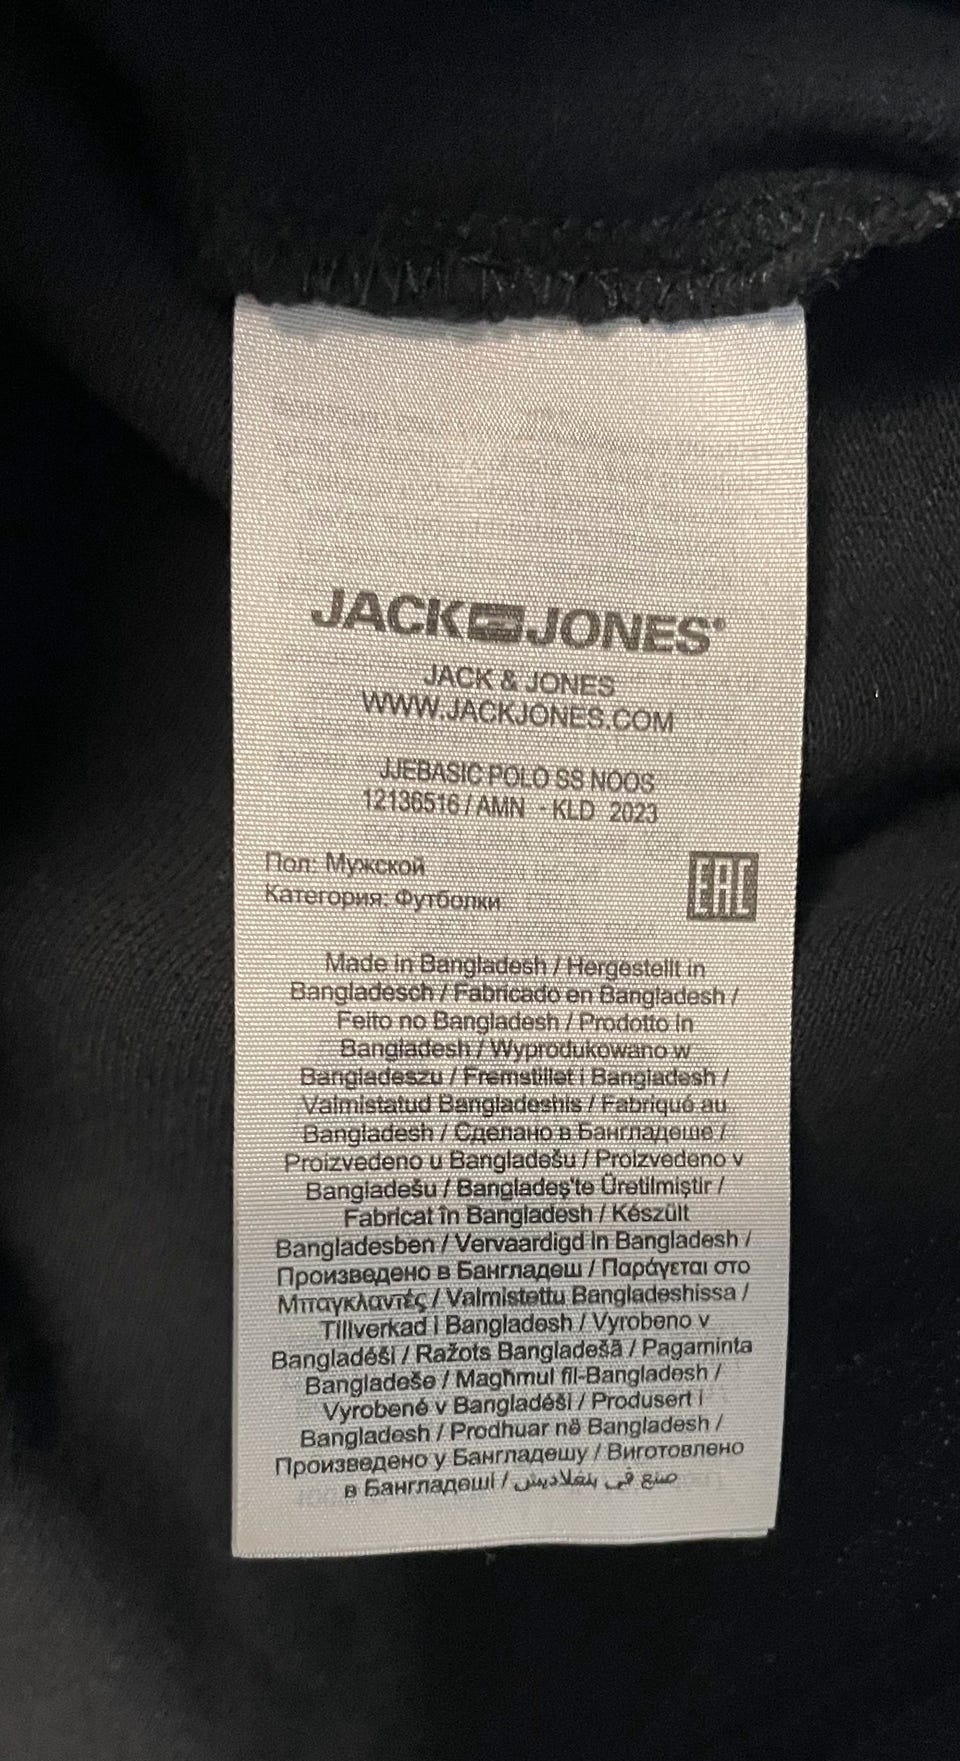 JACK JONES®
JACK & JONES
WWW.JACKJONES.COM
JJEBASIC POLO SS NOOS
12136516 / AMN - KLD 2023
Пол: Мужской
Категория: Футболки
EAC
Made in Bangladesh / Hergestellt in
Bangladesch / Fabricado en Bangladesh /
Feito no Bangladesh / Prodotto in
Bangladesh / Wyprodukowano w
Bangladeszu / Fremstillet i Bangladesh /
Valmistatud Bangladeshis / Fabriqué au
Bangladesh / Сделано в Бангладеше /
Proizvedeno u Bangladešu / Proizvedeno v
Bangladešu / Bangladeş'te Üretilmiştir /
Fabricat în Bangladesh / Készült
Bangladesben / Vervaardigd in Bangladesh /
Произведено в Бангладеш / Παράγεται στο
Μπαγκλαντές / Valmistettu Bangladeshissa /
Tillverkad i Bangladesh / Vyrobeno v
Bangladéši / Ražots Bangladešā / Pagaminta
Bangladeše / Magħmul fil-Bangladesh /
Vyrobené v Bangladéši / Produsert i
Bangladesh / Prodhuar në Bangladesh /
Произведено у Бангладешу / Виготовлено
в Бангладеші / صنع في بنغلاديش